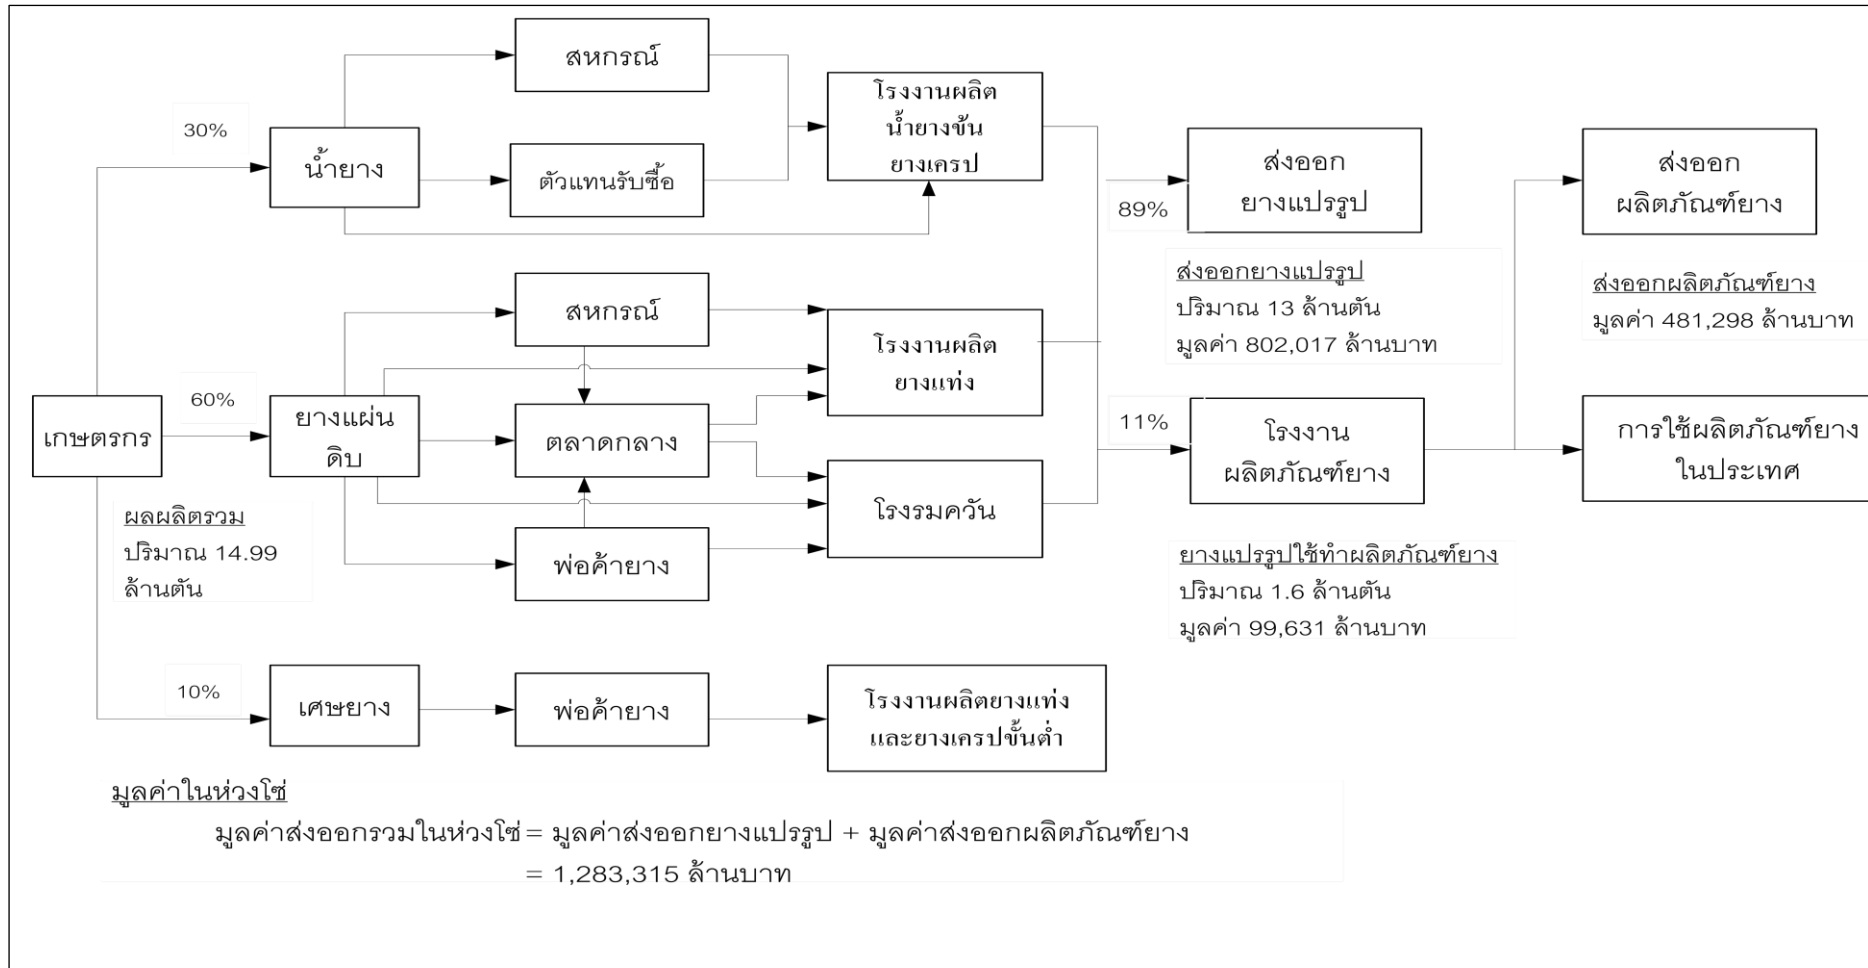 สหกรณ์
โรงงานผลิต
น้ำยางข้น
ยางเครป
30%
น้ำยาง
ตัวแทนรับซื้อ
ส่งออก
ยางแปรรูป
ส่งออก
ผลิตภัณฑ์ยาง
89%
ส่งออกยางแปรรูป
ปริมาณ 13 ล้านตัน
มูลค่า 802,017 ล้านบาท
ส่งออกผลิตภัณฑ์ยาง
มูลค่า 481,298 ล้านบาท
สหกรณ์
โรงงานผลิต
ยางแท่ง
60%
เกษตรกร
ยางแผ่น
ดิบ
ตลาดกลาง
11%
โรงงาน
ผลิตภัณฑ์ยาง
การใช้ผลิตภัณฑ์ยาง
ในประเทศ
ผลผลิตรวม
ปริมาณ 14.99
ล้านตัน
โรงรมควัน
พ่อค้ายาง
ยางแปรรูปใช้ทำผลิตภัณฑ์ยาง
ปริมาณ 1.6 ล้านตัน
มูลค่า 99,631 ล้านบาท
10%
เศษยาง
พ่อค้ายาง
โรงงานผลิตยางแท่ง
และยางเครปขั้นต่ำ
มูลค่าในห่วงโซ่
มูลค่าส่งออกรวมในห่วงโซ่ = มูลค่าส่งออกยางแปรรูป + มูลค่าส่งออกผลิตภัณฑ์ยาง
= 1,283,315 ล้านบาท